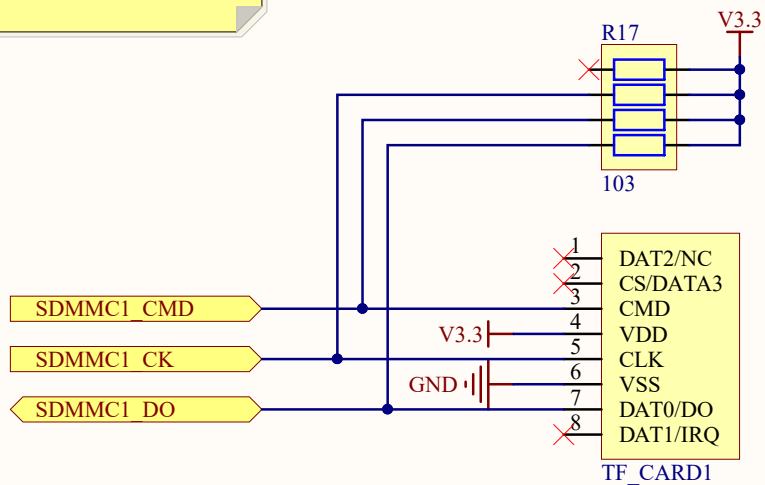 V3.3
R17
103
1
DAT2/NC
2
CS/DATA3
SDMMC1_CMD
3
CMD
V3.3
4
VDD
SDMMC1_CK
5
CLK
GND
6
VSS
SDMMC1_DO
7
DAT0/DO
8
DAT1/IRQ
TF_CARD1